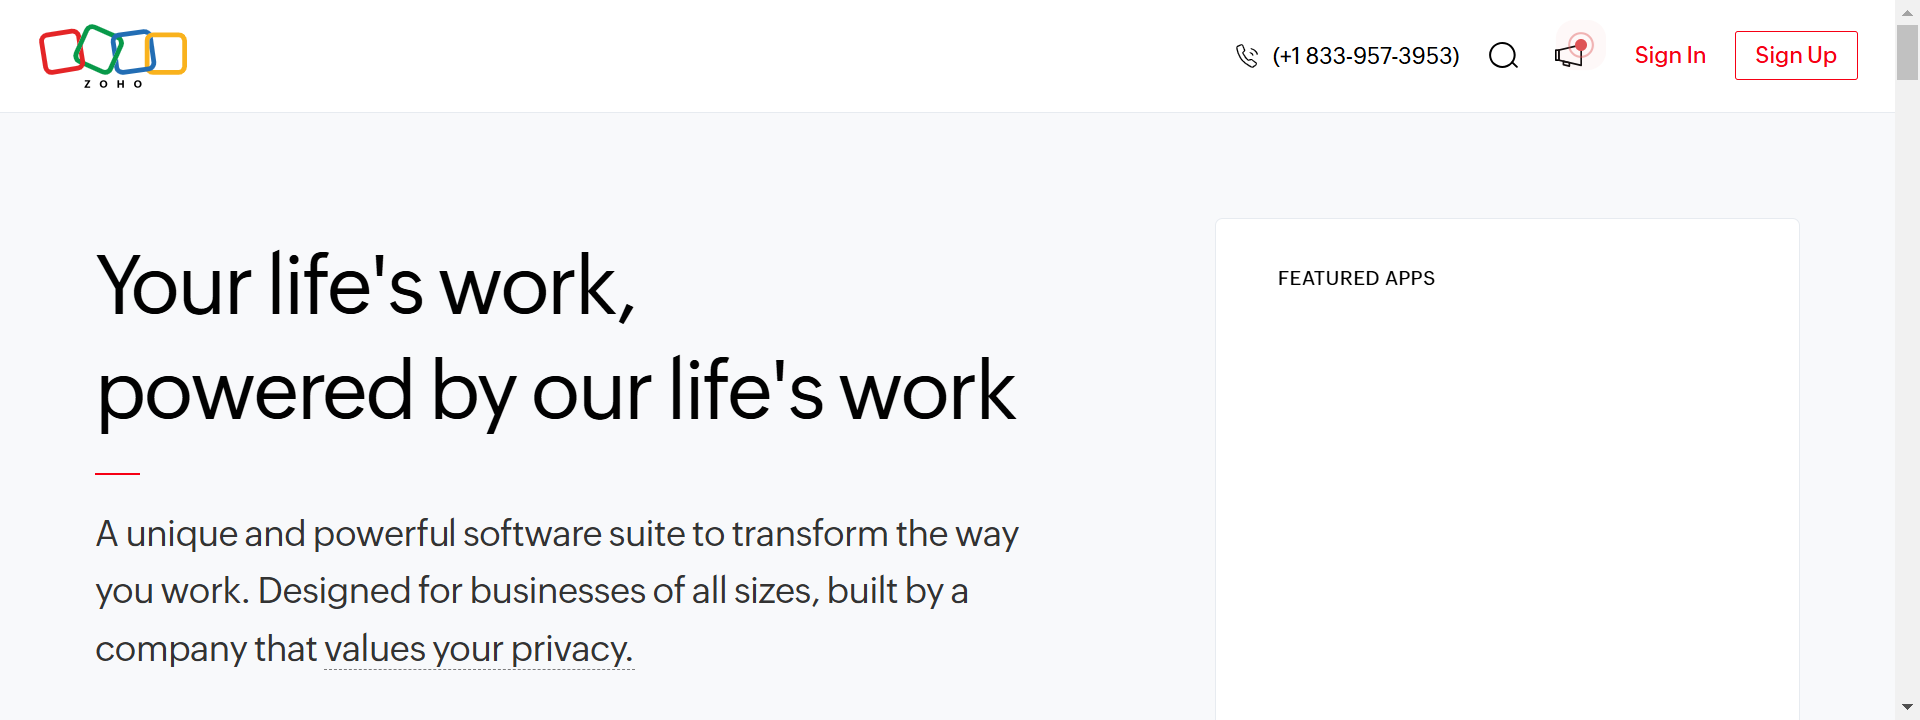 ZOHO
(+1 833-957-3953)
Sign In
Sign Up
Your life's work,
powered by our life's work
A unique and powerful software suite to transform the way
you work. Designed for businesses of all sizes, built by a
company that values your privacy.
FEATURED APPS